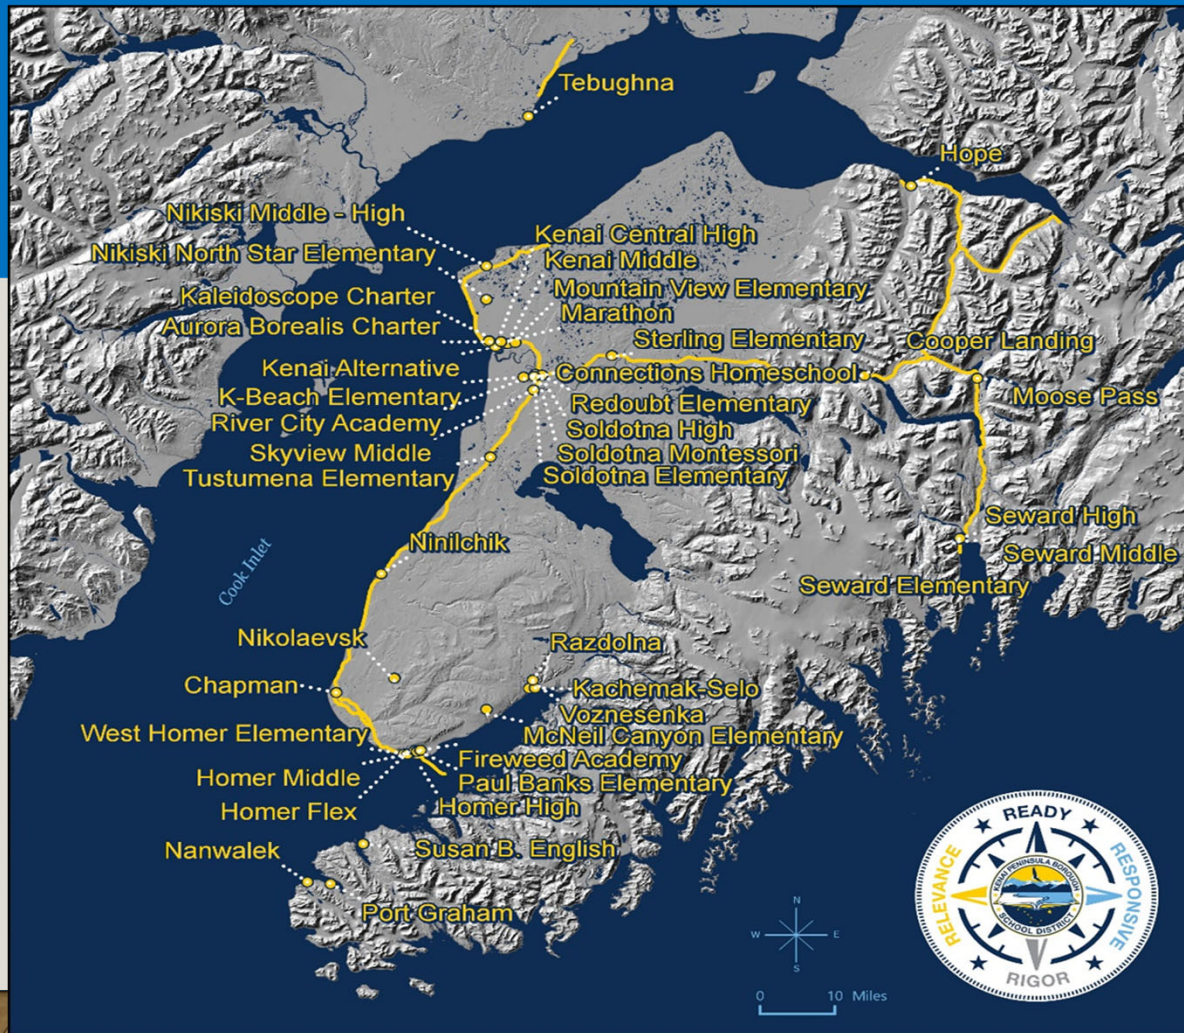 Tebughna
Hope
Nikiski Middle - High
Kenai Central High
Nikiski North Star Elementary
Kenai Middle
Kaleidoscope Charter
Mountain View Elementary
Aurora Borealis Charter
Marathon
Sterling Elementary
Cooper Landing
Kenai Alternative
Connections Homeschool
K-Beach Elementary
Redoubt Elementary
Moose Pass
River City Academy
Soldotna High
Skyview Middle
Soldotna Montessori
Tustumena Elementary
Soldotna Elementary
Seward High
Ninilchik
Seward Middle
Seward Elementary
Cook Inlet
Nikolaevsk
Razdolna
Chapman
Kachemak-Selo
Voznesenka
West Homer Elementary
McNeil Canyon Elementary
Fireweed Academy
Homer Middle
Paul Banks Elementary
Homer Flex
Homer High
Nanwalek
Susan B. English
Port Graham
N
W
E
S
0 10 Miles
READY
RELEVANCE
RESPONSIVE
RIGOR
KENAI PENINSULA BOROUGH
SCHOOL DISTRICT